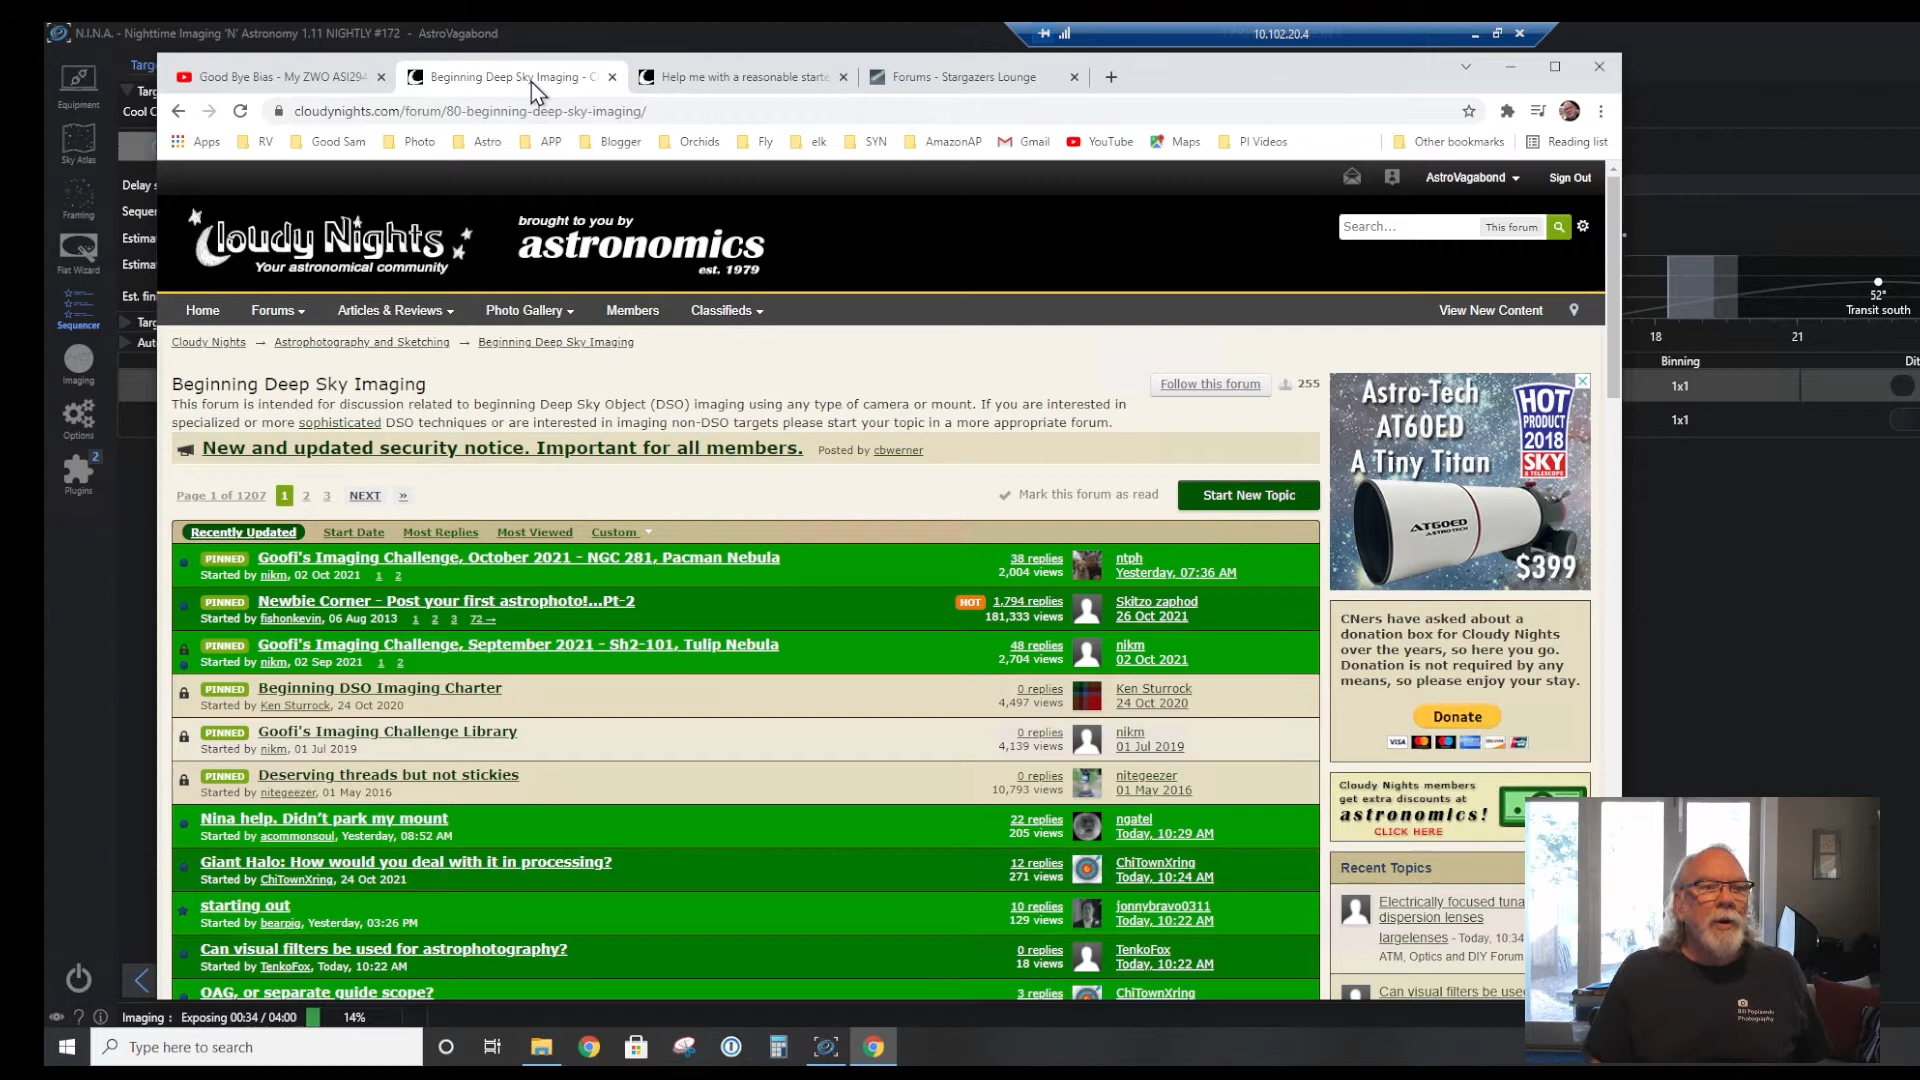 N.I.N.A. - Nighttime Imaging 'N' Astronomy 1.11 NIGHTLY #172 - AstroVagabond
10.102.20.4
Good Bye Bias - My ZWO ASI294
Beginning Deep Sky Imaging - C
Help me with a reasonable starte
Forums - Stargazers Lounge
cloudynights.com/forum/80-beginning-deep-sky-imaging/
Apps
RV
Good Sam
Photo
Astro
APP
Blogger
Orchids
Fly
elk
SYN
AmazonAP
Gmail
YouTube
Maps
PI Videos
Other bookmarks
Reading list
Equipment
Sky Atlas
Framing
Flat Wizard
Sequencer
Imaging
Options
2
Plugins
Targ
Targ
Cool C
Delay s
Sequen
Estima
Estima
Est. fin
Targ
Aut
AstroVagabond
Sign Out
Cloudy Nights
Your astronomical community
brought to you by
astronomics
est. 1979
Search...
This forum
Home
Forums
Articles & Reviews
Photo Gallery
Members
Classifieds
View New Content
Cloudy Nights → Astrophotography and Sketching → Beginning Deep Sky Imaging
Beginning Deep Sky Imaging
Follow this forum
255
This forum is intended for discussion related to beginning Deep Sky Object (DSO) imaging using any type of camera or mount. If you are interested in
specialized or more sophisticated DSO techniques or are interested in imaging non-DSO targets please start your topic in a more appropriate forum.
New and updated security notice. Important for all members. Posted by cbwerner
Page 1 of 1207 1 2 3 NEXT »
Mark this forum as read
Start New Topic
Recently Updated Start Date Most Replies Most Viewed Custom
PINNED Goofi's Imaging Challenge, October 2021 - NGC 281, Pacman Nebula
Started by nikm, 02 Oct 2021 1 2
38 replies
2,004 views
ntph
Yesterday, 07:36 AM
PINNED Newbie Corner - Post your first astrophoto!...Pt-2
Started by fishonkevin, 06 Aug 2013 1 2 3 72 →
HOT 1,794 replies
181,333 views
Skitzo zaphod
26 Oct 2021
PINNED Goofi's Imaging Challenge, September 2021 - Sh2-101, Tulip Nebula
Started by nikm, 02 Sep 2021 1 2
48 replies
2,704 views
nikm
02 Oct 2021
PINNED Beginning DSO Imaging Charter
Started by Ken Sturrock, 24 Oct 2020
0 replies
4,497 views
Ken Sturrock
24 Oct 2020
PINNED Goofi's Imaging Challenge Library
Started by nikm, 01 Jul 2019
0 replies
4,139 views
nikm
01 Jul 2019
PINNED Deserving threads but not stickies
Started by nitegeezer, 01 May 2016
0 replies
10,793 views
nitegeezer
01 May 2016
Nina help. Didn't park my mount
Started by acommonsoul, Yesterday, 08:52 AM
22 replies
205 views
ngatel
Today, 10:29 AM
Giant Halo: How would you deal with it in processing?
Started by ChiTownXring, 24 Oct 2021
12 replies
271 views
ChiTownXring
Today, 10:24 AM
starting out
Started by bearpig, Yesterday, 03:26 PM
10 replies
129 views
jonnybravo0311
Today, 10:22 AM
Can visual filters be used for astrophotography?
Started by TenkoFox, Today, 10:22 AM
0 replies
18 views
TenkoFox
Today, 10:22 AM
OAG, or separate guide scope?
3 replies
ChiTownXring
Astro-Tech
AT60ED
A Tiny Titan
HOT
PRODUCT
2018
SKY
AT60ED
ASTRO-TECH
$399
CNers have asked about a
donation box for Cloudy Nights
over the years, so here you go.
Donation is not required by any
means, so please enjoy your stay.
Donate
VISA
Cloudy Nights members
get extra discounts at
astronomics!
CLICK HERE
Recent Topics
Electrically focused tuna
dispersion lenses
largelenses - Today, 10:34
ATM, Optics and DIY Forum
Can visual filters be use
52°
Transit south
18
21
Binning
Dit
1x1
1x1
Bill Poplawski
Photography
Imaging : Exposing 00:34 / 04:00 14%
Type here to search